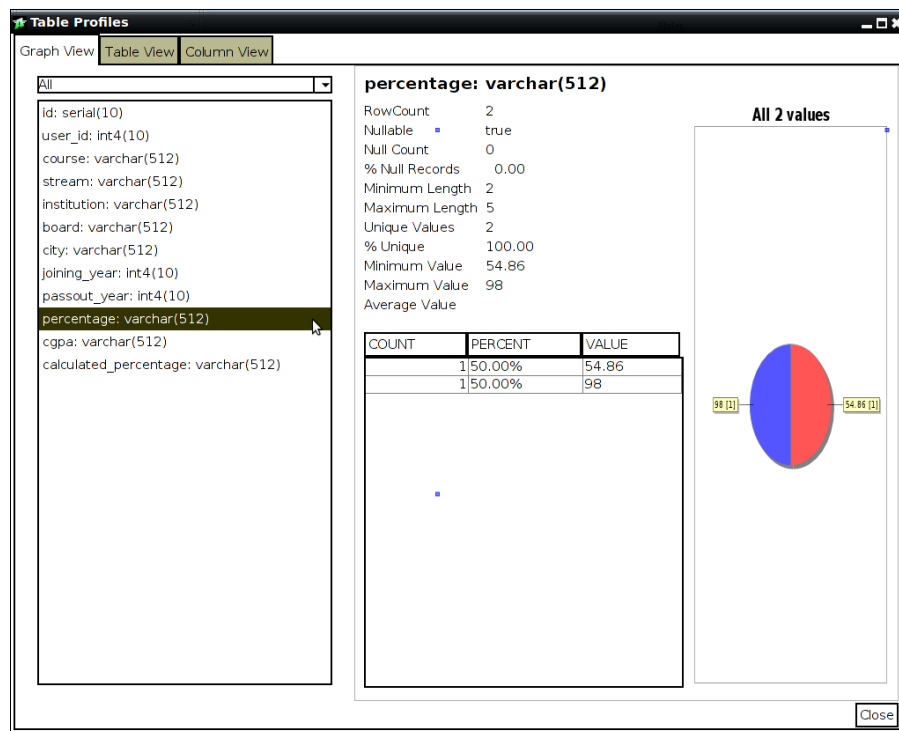 Table Profiles
Graph View Table View Column View
All
id: serial(10)
user_id: int4(10)
course: varchar(512)
stream: varchar(512)
institution: varchar(512)
board: varchar(512)
city: varchar(512)
joining_year: int4(10)
passout_year: int4(10)
percentage: varchar(512)
cgpa: varchar(512)
calculated_percentage: varchar(512)
percentage: varchar(512)
RowCount 2
Nullable true
Null Count 0
% Null Records 0.00
Minimum Length 2
Maximum Length 5
Unique Values 2
% Unique 100.00
Minimum Value 54.86
Maximum Value 98
Average Value
COUNT PERCENT VALUE
1 50.00% 54.86
1 50.00% 98
All 2 values
98 [1]
54.86 [1]
Close